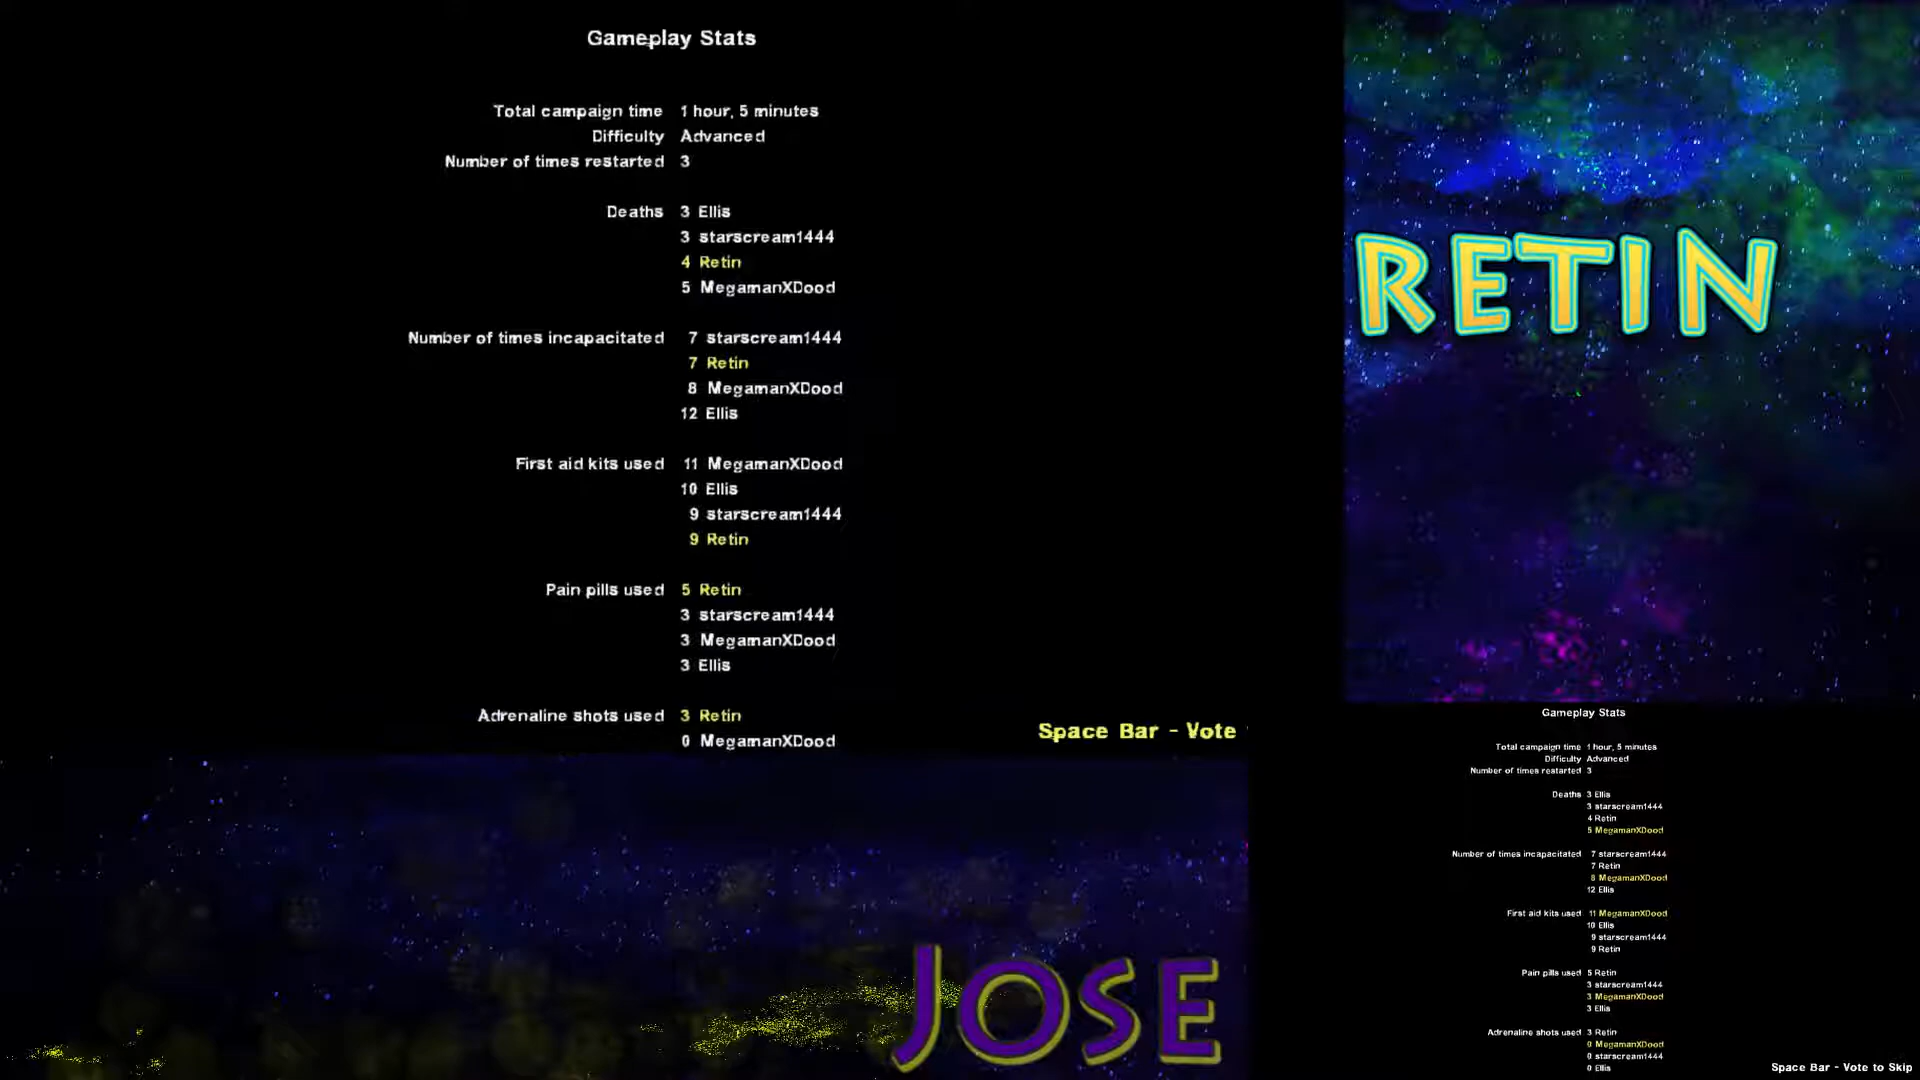 Gameplay Stats
Total campaign time 1 hour, 5 minutes
Difficulty Advanced
Number of times restarted 3
Deaths 3 Ellis
3 starscream1444
4 Retin
5 MegamanXDood
Number of times incapacitated 7 starscream1444
7 Retin
8 MegamanXDood
12 Ellis
First aid kits used 11 MegamanXDood
10 Ellis
9 starscream1444
9 Retin
Pain pills used 5 Retin
3 starscream1444
3 MegamanXDood
3 Ellis
Adrenaline shots used 3 Retin
0 MegamanXDood
Space Bar - Vote
RETIN
JOSE
Gameplay Stats
Total campaign time 1 hour, 5 minutes
Difficulty Advanced
Number of times restarted 3
Deaths 3 Ellis
3 starscream1444
4 Retin
5 MegamanXDood
Number of times incapacitated 7 starscream1444
7 Retin
8 MegamanXDood
12 Ellis
First aid kits used 11 MegamanXDood
10 Ellis
9 starscream1444
9 Retin
Pain pills used 5 Retin
3 starscream1444
3 MegamanXDood
3 Ellis
Adrenaline shots used 3 Retin
0 MegamanXDood
0 starscream1444
0 Ellis
Space Bar - Vote to Skip